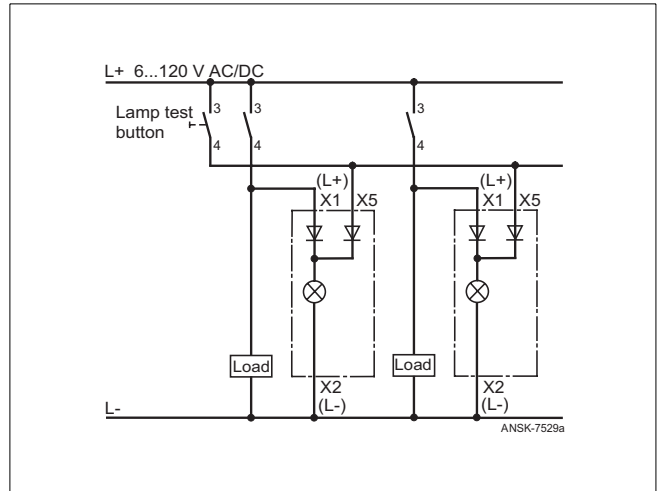 L+ 6...120 V AC/DC
Lamp test
button
3
4
3
4
3
4
(L+)
X1 X5
(L+)
X1 X5
Load
Load
X2
(L-)
X2
(L-)
L-
ANSK-7529a